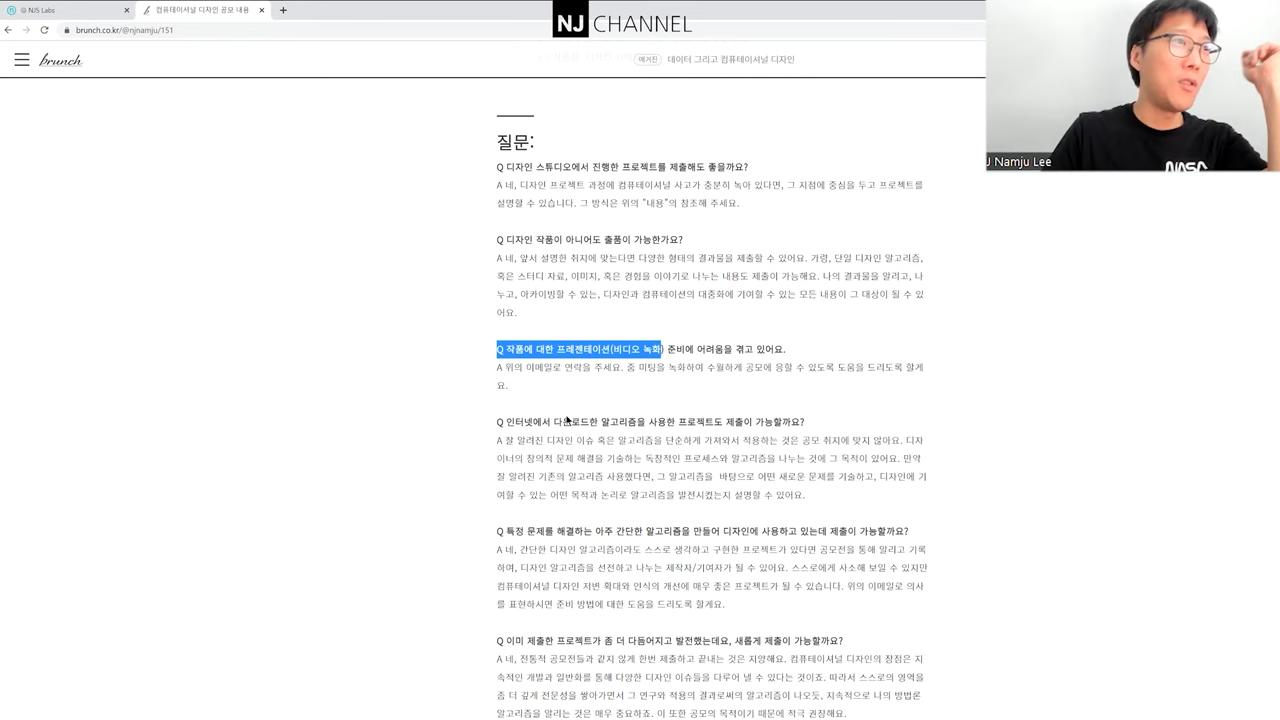 NJS Labs
컴퓨테이셔널 디자인 공모 내용
brunch.co.kr/@njnamju/151
NJ CHANNEL
brunch
매거진 데이터 그리고 컴퓨테이셔널 디자인
NASA
J Namju Lee
질문:
Q 디자인 스튜디오에서 진행한 프로젝트를 제출해도 좋을까요?
A 네, 디자인 프로젝트 과정에 컴퓨테이셔널 사고가 충분히 녹아 있다면, 그 지점에 중심을 두고 프로젝트를
설명할 수 있습니다. 그 방식은 위의 "내용"의 참조해 주세요.
Q 디자인 작품이 아니어도 출품이 가능한가요?
A 네, 앞서 설명한 취지에 맞는다면 다양한 형태의 결과물을 제출할 수 있어요. 가령, 단일 디자인 알고리즘,
혹은 스터디 자료, 이미지, 혹은 경험을 이야기로 나누는 내용도 제출이 가능해요. 나의 결과물을 알리고, 나
누고, 아카이빙할 수 있는, 디자인과 컴퓨테이션의 대중화에 기여할 수 있는 모든 내용이 그 대상이 될 수 있
어요.
Q 작품에 대한 프레젠테이션(비디오 녹화) 준비에 어려움을 겪고 있어요.
A 위의 이메일로 연락을 주세요. 줌 미팅을 녹화하여 수월하게 공모에 응할 수 있도록 도움을 드리도록 할게
요.
Q 인터넷에서 다운로드한 알고리즘을 사용한 프로젝트도 제출이 가능할까요?
A 잘 알려진 디자인 이슈 혹은 알고리즘을 단순하게 가져와서 적용하는 것은 공모 취지에 맞지 않아요. 디자
이너의 창의적 문제 해결을 기술하는 독창적인 프로세스와 알고리즘을 나누는 것에 그 목적이 있어요. 만약
잘 알려진 기존의 알고리즘 사용했다면, 그 알고리즘을 바탕으로 어떤 새로운 문제를 기술하고, 디자인에 기
여할 수 있는 어떤 목적과 논리로 알고리즘을 발전시켰는지 설명할 수 있어요.
Q 특정 문제를 해결하는 아주 간단한 알고리즘을 만들어 디자인에 사용하고 있는데 제출이 가능할까요?
A 네, 간단한 디자인 알고리즘이라도 스스로 생각하고 구현한 프로젝트가 있다면 공모전을 통해 알리고 기록
하여, 디자인 알고리즘을 선전하고 나누는 제작자/기여자가 될 수 있어요. 스스로에게 사소해 보일 수 있지만
컴퓨테이셔널 디자인 저변 확대와 인식의 개선에 매우 좋은 프로젝트가 될 수 있습니다. 위의 이메일로 의사
를 표현하시면 준비 방법에 대한 도움을 드리도록 할게요.
Q 이미 제출한 프로젝트가 좀 더 다듬어지고 발전했는데요, 새롭게 제출이 가능할까요?
A 네, 전통적 공모전들과 같지 않게 한번 제출하고 끝내는 것은 지양해요. 컴퓨테이셔널 디자인의 장점은 지
속적인 개발과 일반화를 통해 다양한 디자인 이슈들을 다루어 낼 수 있다는 것이죠. 따라서 스스로의 영역을
좀 더 깊게 전문성을 쌓아가면서 그 연구와 적용의 결과로써의 알고리즘이 나오듯, 지속적으로 나의 방법론
알고리즘을 알리는 것은 매우 중요하죠. 이 또한 공모의 목적이기 때문에 적극 권장해요.